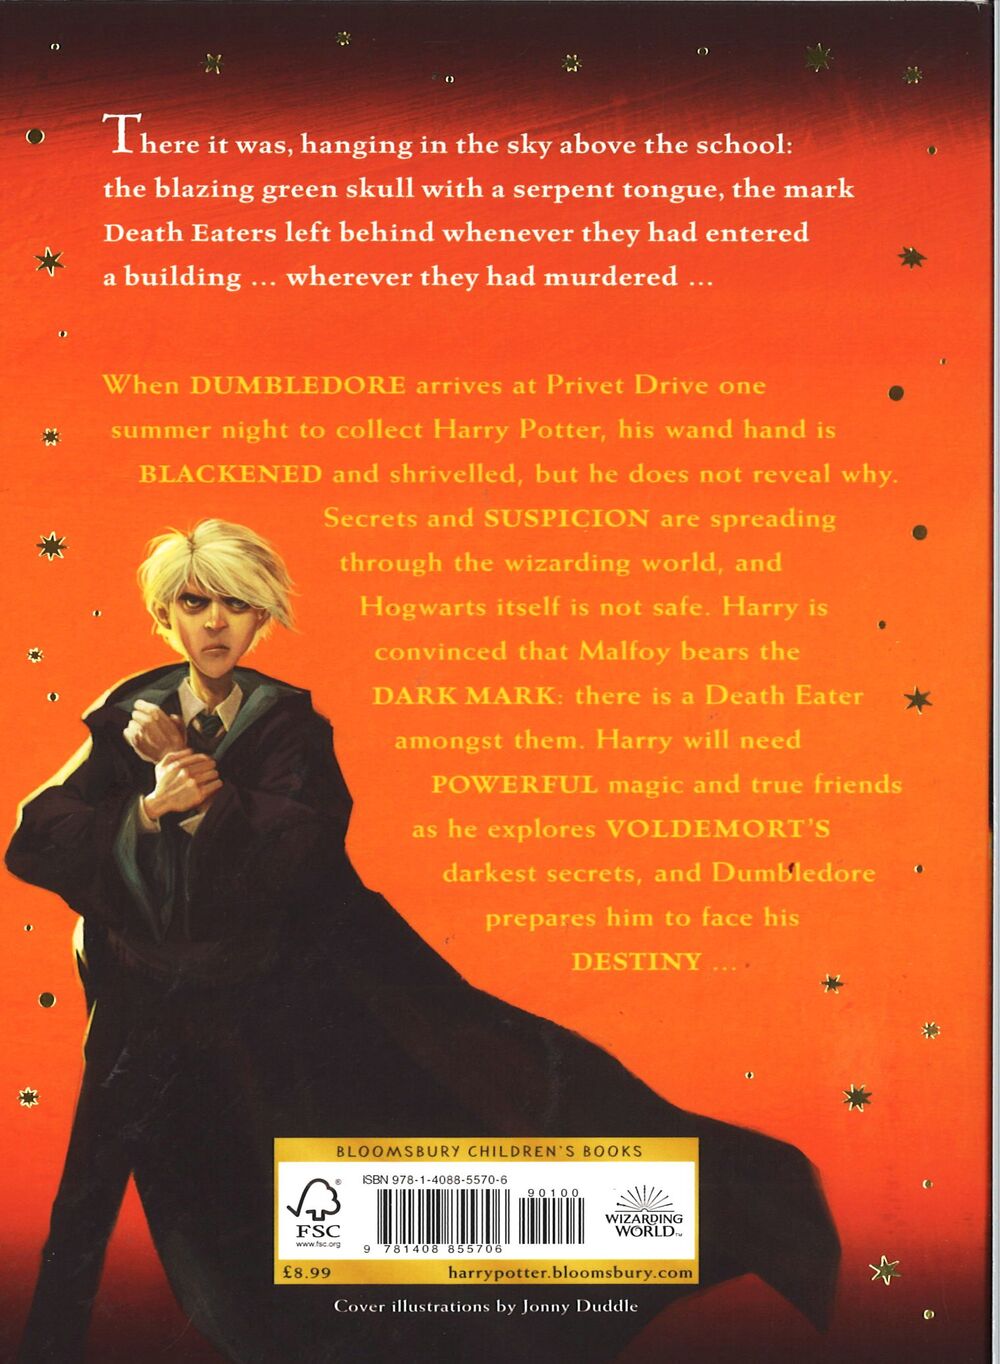 There it was, hanging in the sky above the school:
the blazing green skull with a serpent tongue, the mark
Death Eaters left behind whenever they had entered
a building ... wherever they had murdered ...
When DUMBLEDORE arrives at Privet Drive one
summer night to collect Harry Potter, his wand hand is
BLACKENED and shrivelled, but he does not reveal why.
Secrets and SUSPICION are spreading
through the wizarding world, and
Hogwarts itself is not safe. Harry is
convinced that Malfoy bears the
DARK MARK: there is a Death Eater
amongst them. Harry will need
POWERFUL magic and true friends
as he explores VOLDEMORT'S
darkest secrets, and Dumbledore
prepares him to face his
DESTINY ...
BLOOMSBURY CHILDREN'S BOOKS
ISBN 978-1-4088-5570-6
90100
® FSC
www.fsc.org
9 781408 855706
WIZARDING
WORLD™
£8.99
harrypotter.bloomsbury.com
Cover illustrations by Jonny Duddle